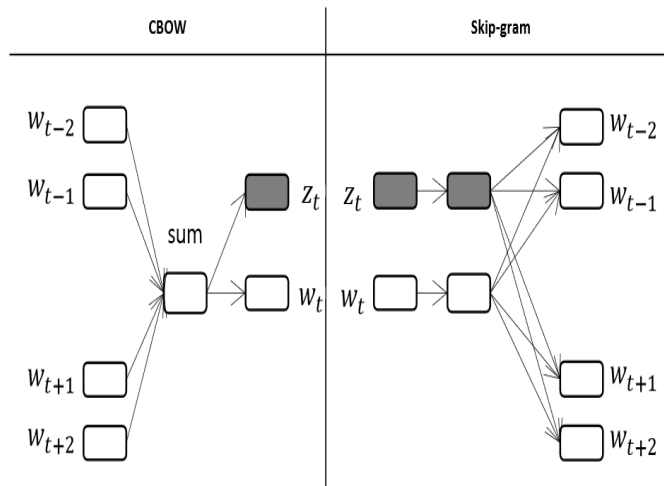 CBOW
w_{t-2}
w_{t-1}
sum
z_t
w_t
w_{t+1}
w_{t+2}
Skip-gram
w_{t-2}
z_t
w_{t-1}
w_t
w_{t+1}
w_{t+2}